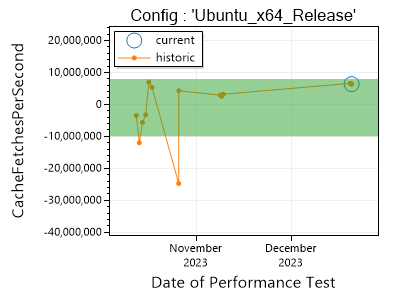 Config : 'Ubuntu_x64_Release'
CacheFetchesPerSecond
20,000,000
10,000,000
0
-10,000,000
-20,000,000
-30,000,000
-40,000,000
current
historic
November
2023
December
2023
Date of Performance Test